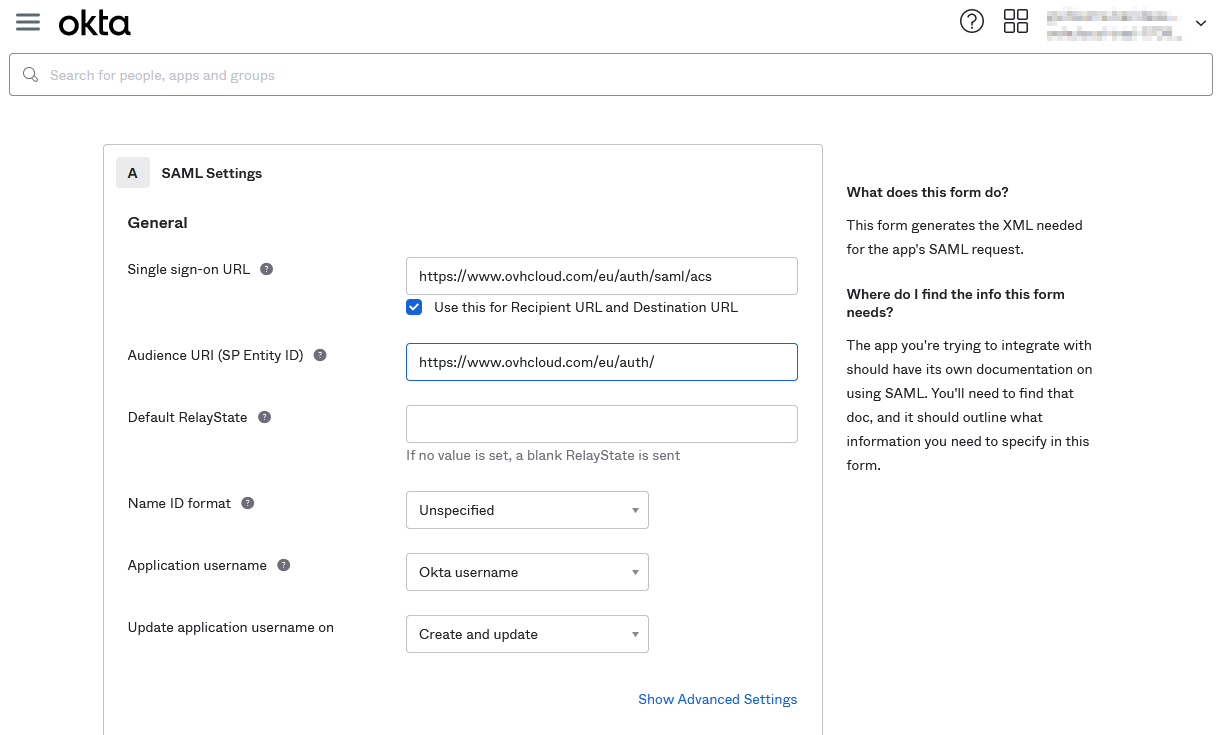 okta
Search for people, apps and groups
A SAML Settings
General
Single sign-on URL
https://www.ovhcloud.com/eu/auth/saml/acs
Use this for Recipient URL and Destination URL
Audience URI (SP Entity ID)
https://www.ovhcloud.com/eu/auth/
Default RelayState
If no value is set, a blank RelayState is sent
Name ID format
Unspecified
Application username
Okta username
Update application username on
Create and update
Show Advanced Settings
What does this form do?
This form generates the XML needed
for the app's SAML request.
Where do I find the info this form
needs?
The app you're trying to integrate with
should have its own documentation on
using SAML. You'll need to find that
doc, and it should outline what
information you need to specify in this
form.